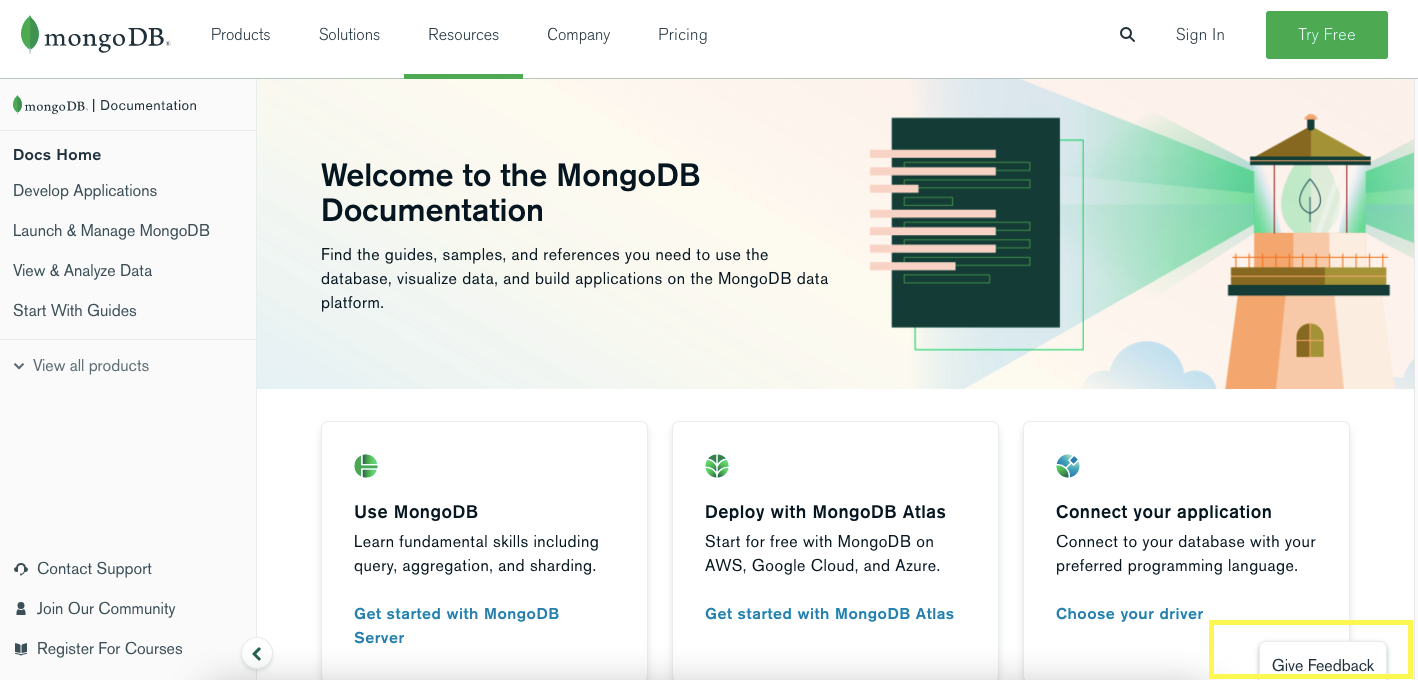 mongoDB®
Products
Solutions
Resources
Company
Pricing
Sign In
Try Free
mongoDB. | Documentation
Docs Home
Develop Applications
Launch & Manage MongoDB
View & Analyze Data
Start With Guides
View all products
Contact Support
Join Our Community
Register For Courses
Welcome to the MongoDB
Documentation
Find the guides, samples, and references you need to use the
database, visualize data, and build applications on the MongoDB data
platform.
Use MongoDB
Learn fundamental skills including
query, aggregation, and sharding.
Get started with MongoDB
Server
Deploy with MongoDB Atlas
Start for free with MongoDB on
AWS, Google Cloud, and Azure.
Get started with MongoDB Atlas
Connect your application
Connect to your database with your
preferred programming language.
Choose your driver
Give Feedback